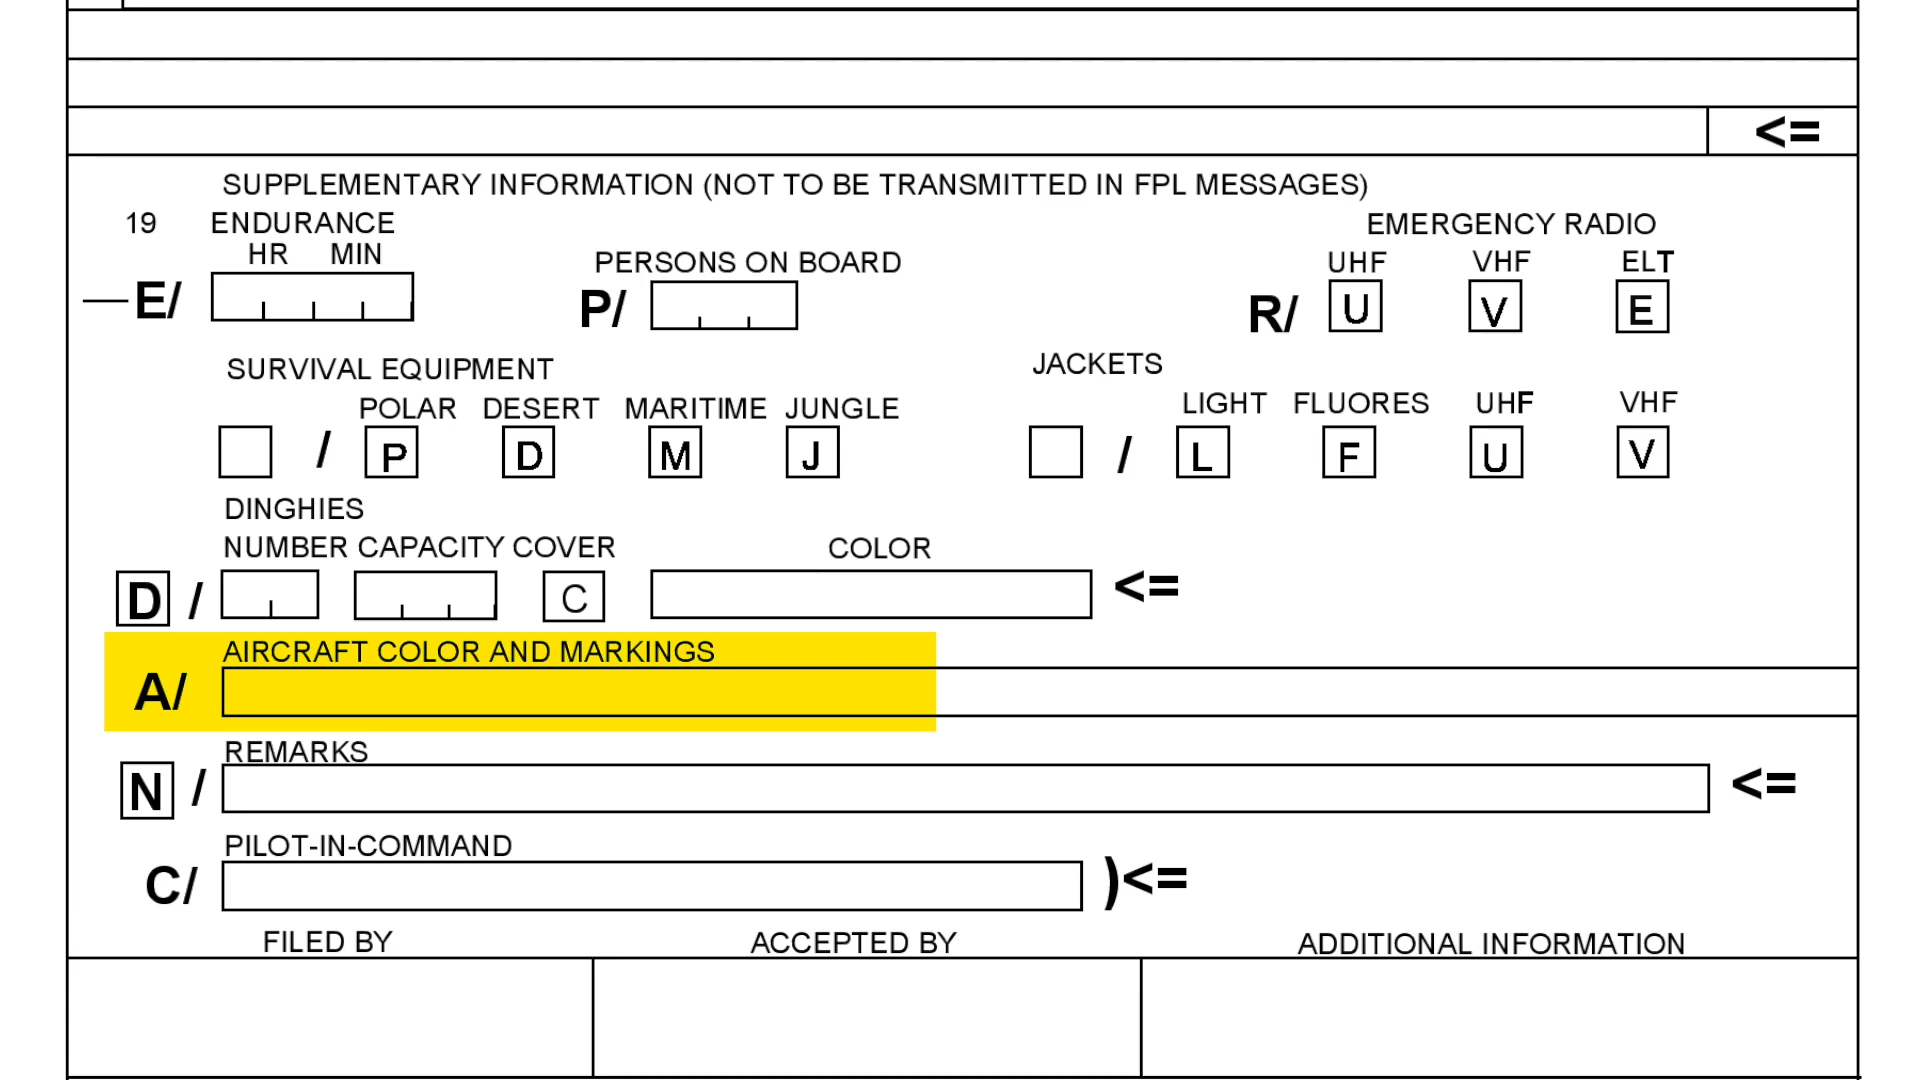 <=
SUPPLEMENTARY INFORMATION (NOT TO BE TRANSMITTED IN FPL MESSAGES)
19 ENDURANCE EMERGENCY RADIO
HR MIN PERSONS ON BOARD UHF VHF ELT
—E/ P/ R/ U V E
SURVIVAL EQUIPMENT JACKETS
POLAR DESERT MARITIME JUNGLE LIGHT FLUORES UHF VHF
/ P D M J / L F U V
DINGHIES
NUMBER CAPACITY COVER COLOR
D / C <=
AIRCRAFT COLOR AND MARKINGS
A/
REMARKS
N / <=
PILOT-IN-COMMAND
C/ )<=
FILED BY ACCEPTED BY ADDITIONAL INFORMATION